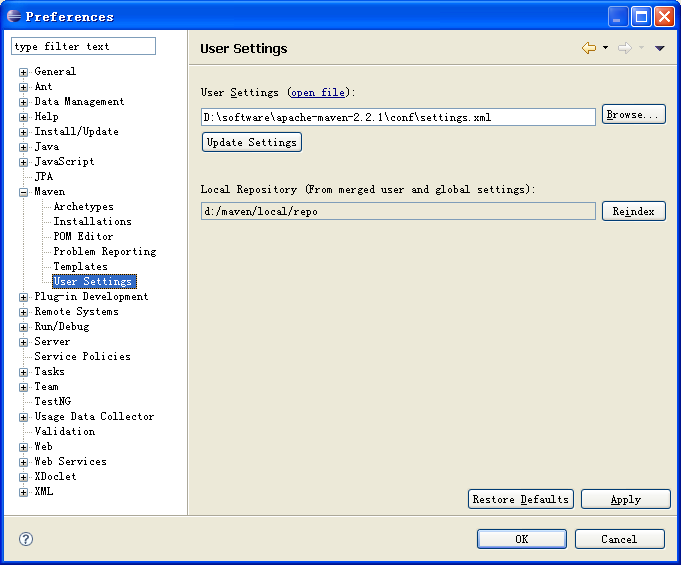 Preferences
type filter text
User Settings
General
Ant
Data Management
Help
Install/Update
Java
JavaScript
JPA
Maven
Archetypes
Installations
POM Editor
Problem Reporting
Templates
User Settings
Plug-in Development
Remote Systems
Run/Debug
Server
Service Policies
Tasks
Team
TestNG
Usage Data Collector
Validation
Web
Web Services
XDoclet
XML
User Settings (open file):
D:\software\apache-maven-2.2.1\conf\settings.xml
Browse...
Update Settings
Local Repository (From merged user and global settings):
d:/maven/local/repo
Reindex
Restore Defaults
Apply
?
OK
Cancel